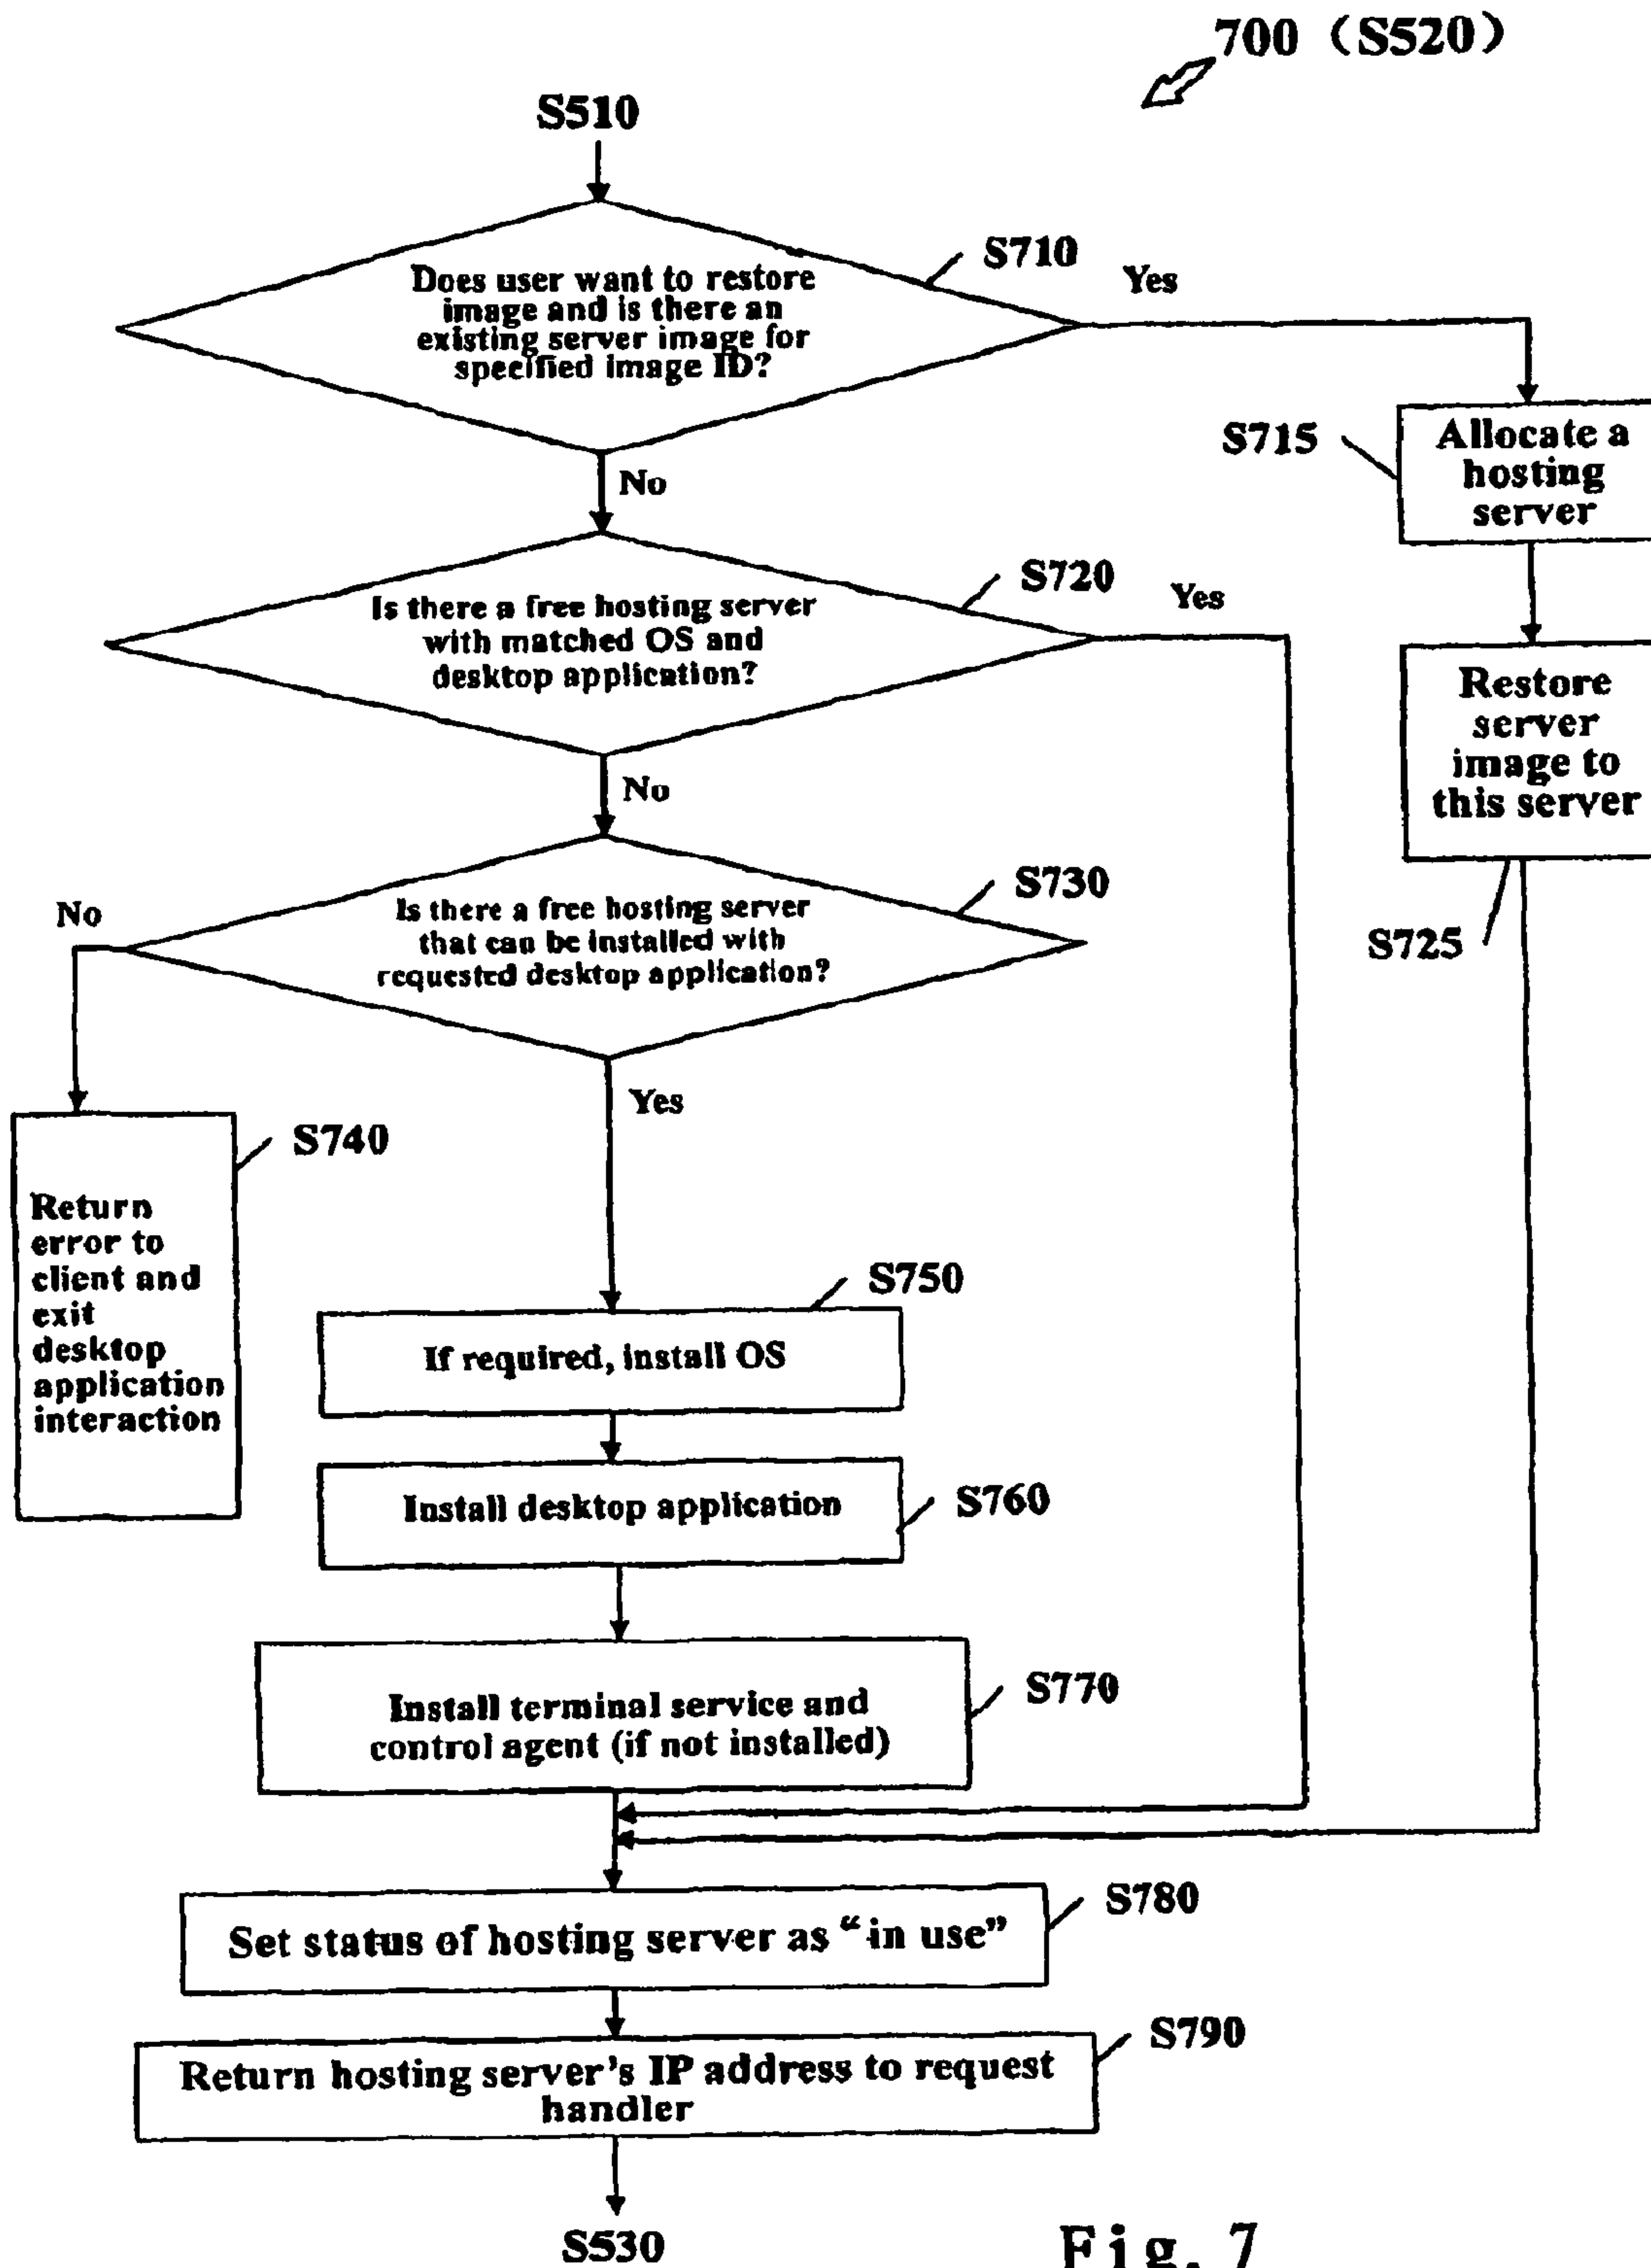 700 (S520)
S510
S710
Yes
Does user want to restore
image and is there an
existing server image for
specified image ID?
No
S715
Allocate a
hosting
server
S720
Yes
Is there a free hosting server
with matched OS and
desktop application?
No
Restore
server
image to
this server
S725
S730
No
Is there a free hosting server
that can be installed with
requested desktop application?
Yes
S740
Return
error to
client and
exit
desktop
application
interaction
S750
If required, install OS
S760
Install desktop application
S770
Install terminal service and
control agent (if not installed)
S780
Set status of hosting server as “in use”
S790
Return hosting server’s IP address to request
handler
S530
Fig. 7